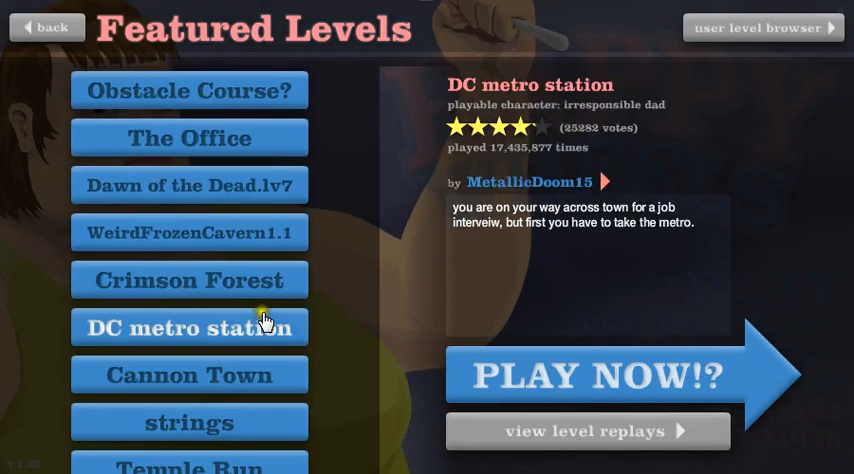 back
Featured Levels
user level browser
Obstacle Course?
The Office
Dawn of the Dead.lv7
WeirdFrozenCavern1.1
Crimson Forest
DC metro station
Cannon Town
strings
Temple Run
DC metro station
playable character: irresponsible dad
(25282 votes)
played 17,435,877 times
by MetallicDoom15
you are on your way across town for a job
interveiw, but first you have to take the metro.
PLAY NOW!?
view level replays